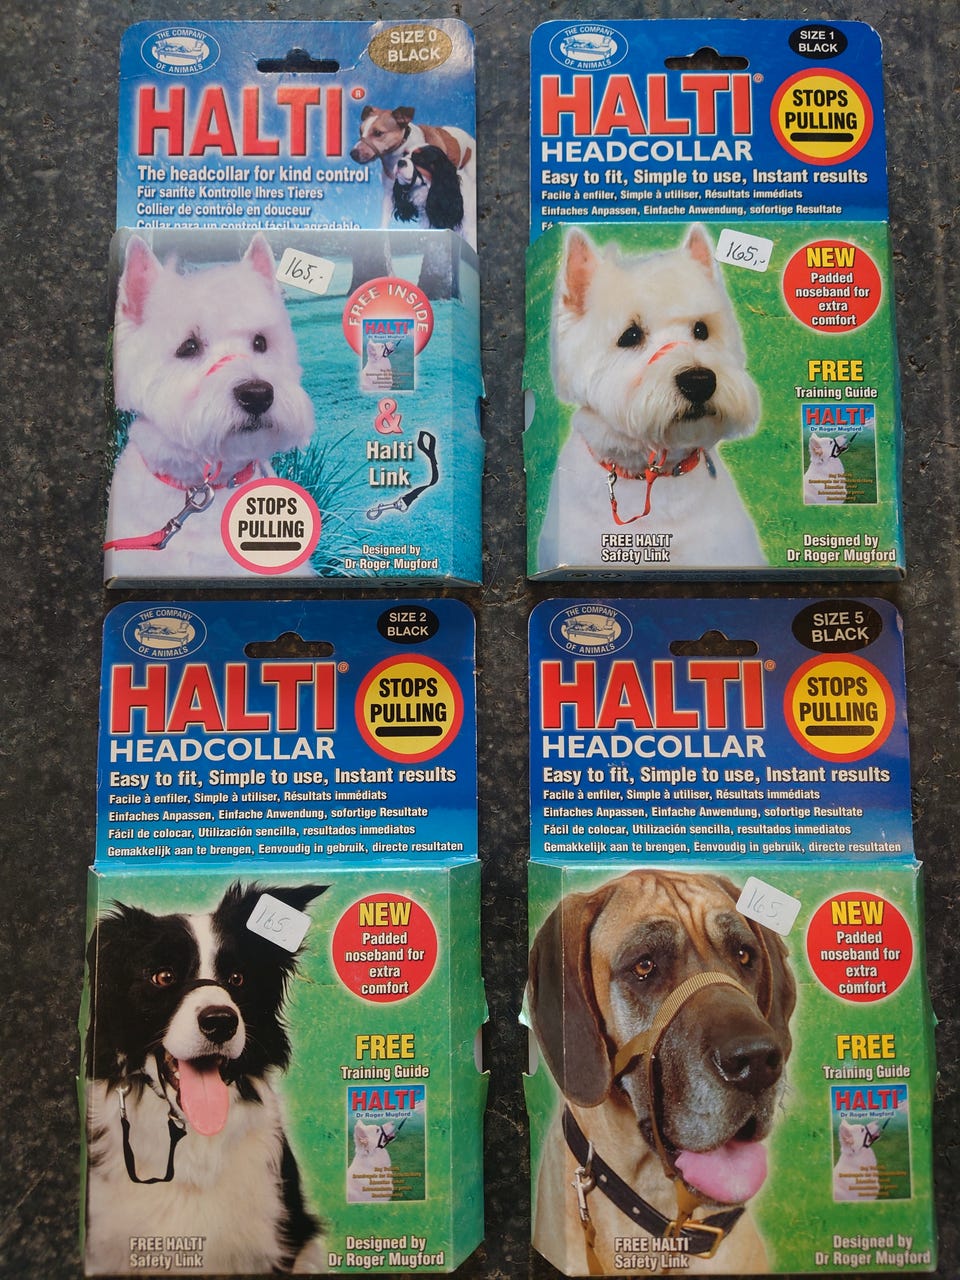 THE COMPANY
OF ANIMALS
SIZE 0
BLACK
HALTI®
The headcollar for kind control
Für sanfte Kontrolle Ihres Tieres
Collier de contrôle en douceur
Collar para un control fácil y agradable
165,-
FREE INSIDE
HALTI
&
Halti
Link
STOPS
PULLING
Designed by
Dr Roger Mugford
THE COMPANY
OF ANIMALS
SIZE 1
BLACK
HALTI®
HEADCOLLAR
STOPS
PULLING
Easy to fit, Simple to use, Instant results
Facile à enfiler, Simple à utiliser, Résultats immédiats
Einfaches Anpassen, Einfache Anwendung, sofortige Resultate
165,-
NEW
Padded
noseband for
extra
comfort
FREE
Training Guide
HALTI
Dr Roger Mugford
FREE HALTI
Safety Link
Designed by
Dr Roger Mugford
THE COMPANY
OF ANIMALS
SIZE 2
BLACK
HALTI®
HEADCOLLAR
STOPS
PULLING
Easy to fit, Simple to use, Instant results
Facile à enfiler, Simple à utiliser, Résultats immédiats
Einfaches Anpassen, Einfache Anwendung, sofortige Resultate
Fácil de colocar, Utilización sencilla, resultados inmediatos
Gemakkelijk aan te brengen, Eenvoudig in gebruik, directe resultaten
165,
NEW
Padded
noseband for
extra
comfort
FREE
Training Guide
HALTI
Dr Roger Mugford
FREE HALTI
Safety Link
Designed by
Dr Roger Mugford
THE COMPANY
OF ANIMALS
SIZE 5
BLACK
HALTI®
HEADCOLLAR
STOPS
PULLING
Easy to fit, Simple to use, Instant results
Facile à enfiler, Simple à utiliser, Résultats immédiats
Einfaches Anpassen, Einfache Anwendung, sofortige Resultate
Fácil de colocar, Utilización sencilla, resultados inmediatos
Gemakkelijk aan te brengen, Eenvoudig in gebruik, directe resultaten
165,
NEW
Padded
noseband for
extra
comfort
FREE
Training Guide
HALTI
Dr Roger Mugford
FREE HALTI
Safety Link
Designed by
Dr Roger Mugford